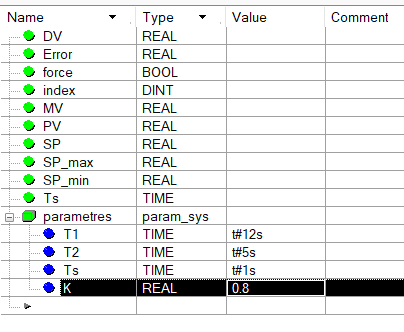 Name Type Value Comment
DV REAL
Error REAL
force BOOL
index DINT
MV REAL
PV REAL
SP REAL
SP_max REAL
SP_min REAL
Ts TIME
parametres param_sys
T1 TIME t#12s
T2 TIME t#5s
Ts TIME t#1s
K REAL 0.8